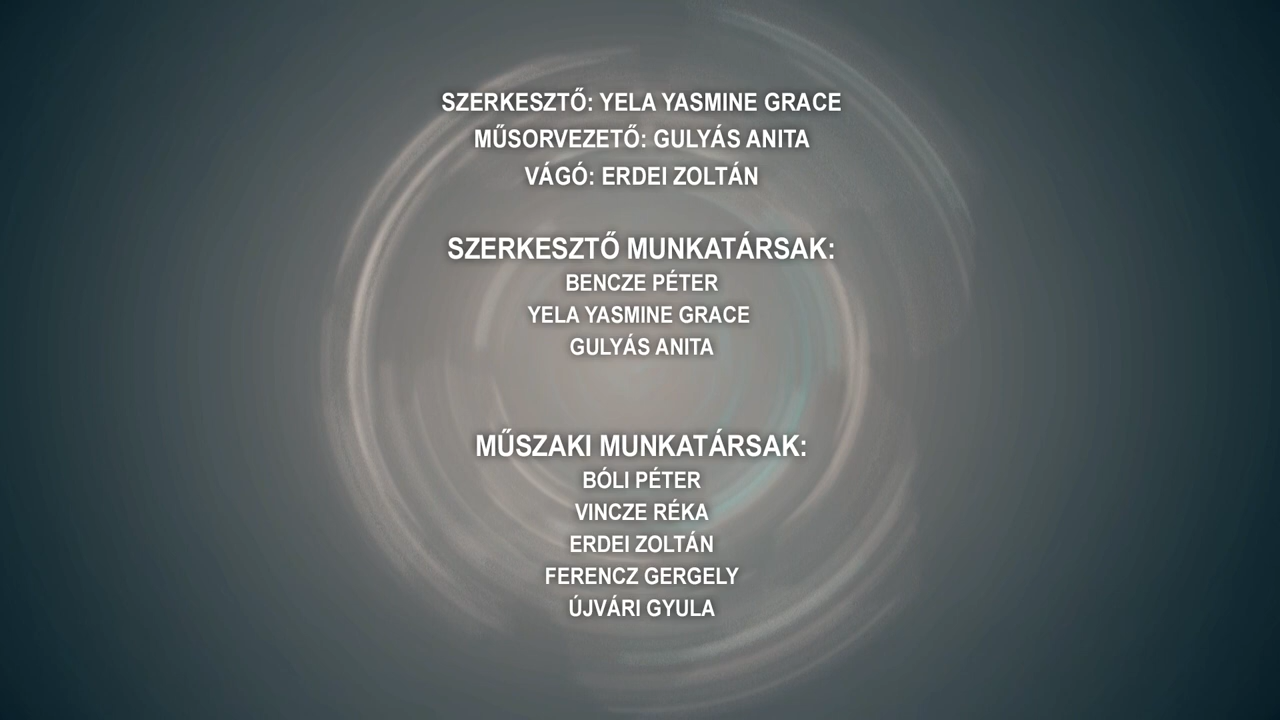 SZERKESZTŐ: YELA YASMINE GRACE
MŰSORVEZETŐ: GULYÁS ANITA
VÁGÓ: ERDEI ZOLTÁN
SZERKESZTŐ MUNKATÁRSAK:
BENCZE PÉTER
YELA YASMINE GRACE
GULYÁS ANITA
MŰSZAKI MUNKATÁRSAK:
BÓLI PÉTER
VINCZE RÉKA
ERDEI ZOLTÁN
FERENCZ GERGELY
ÚJVÁRI GYULA